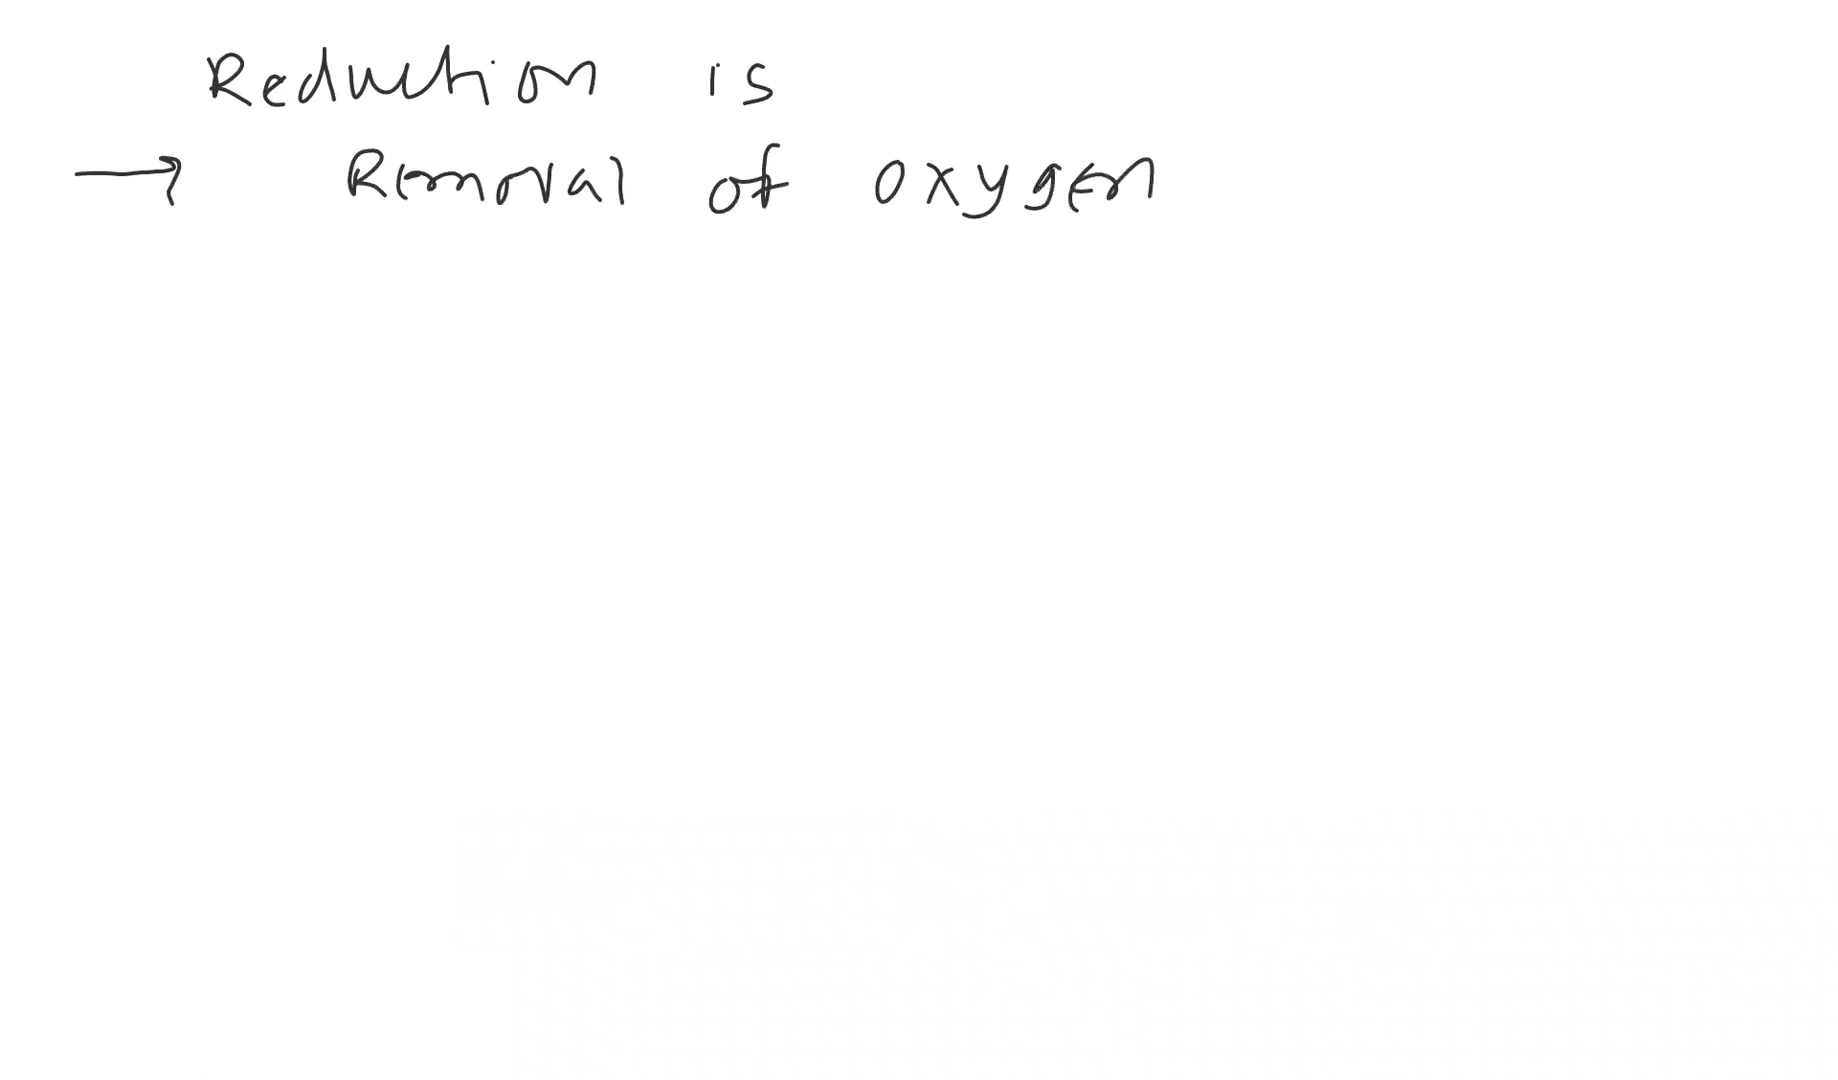 Reduction is
→ Removal of oxygen